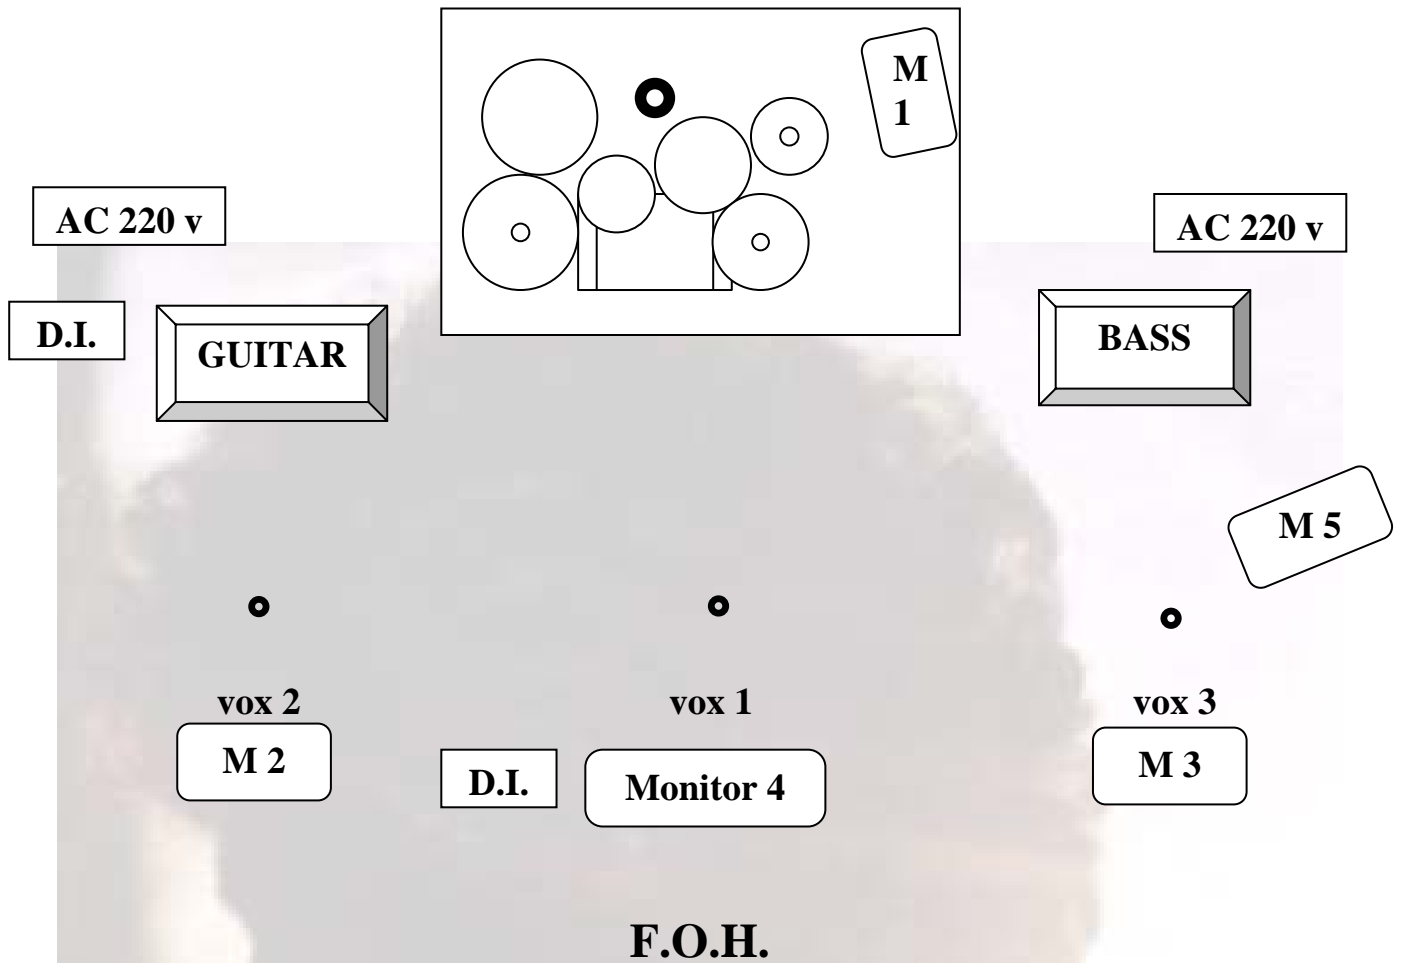 M
1
AC 220 v
AC 220 v
D.I.
GUITAR
BASS
M 5
vox 2
vox 1
vox 3
M 2
D.I.
Monitor 4
M 3
F.O.H.